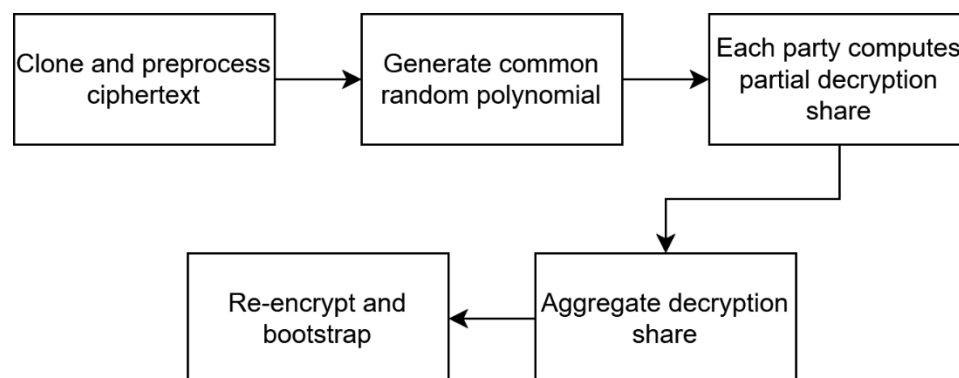 Clone and preprocess
ciphertext
Generate common
random polynomial
Each party computes
partial decryption
share
Aggregate decryption
share
Re-encrypt and
bootstrap